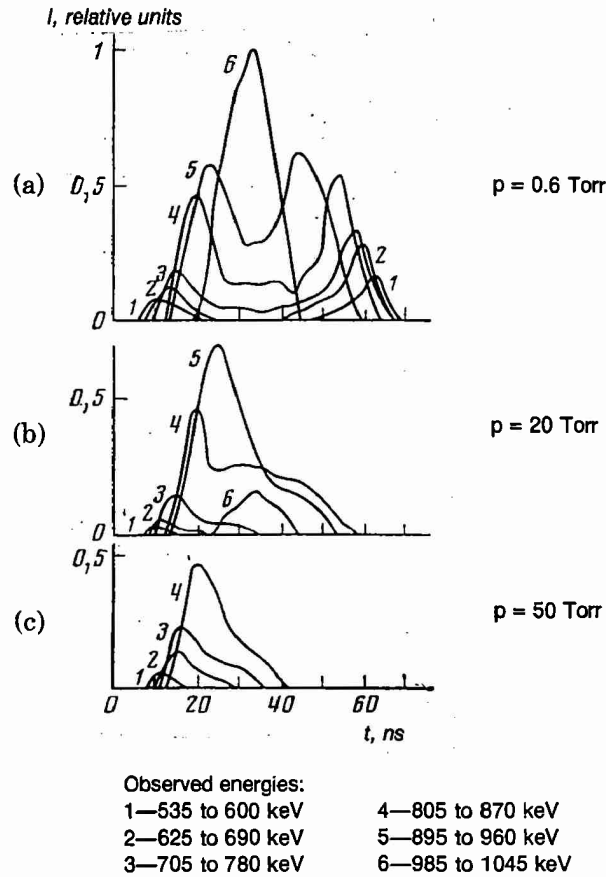 I, relative units
1
6
(a)
0,5
5
4
3
2
1
2
1
0
p = 0.6 Torr
5
(b)
0,5
4
3
2
1
6
0
p = 20 Torr
0,5
(c)
4
3
2
1
0
p = 50 Torr
0 20 40 60
t, ns
Observed energies:
1—535 to 600 keV 4—805 to 870 keV
2—625 to 690 keV 5—895 to 960 keV
3—705 to 780 keV 6—985 to 1045 keV